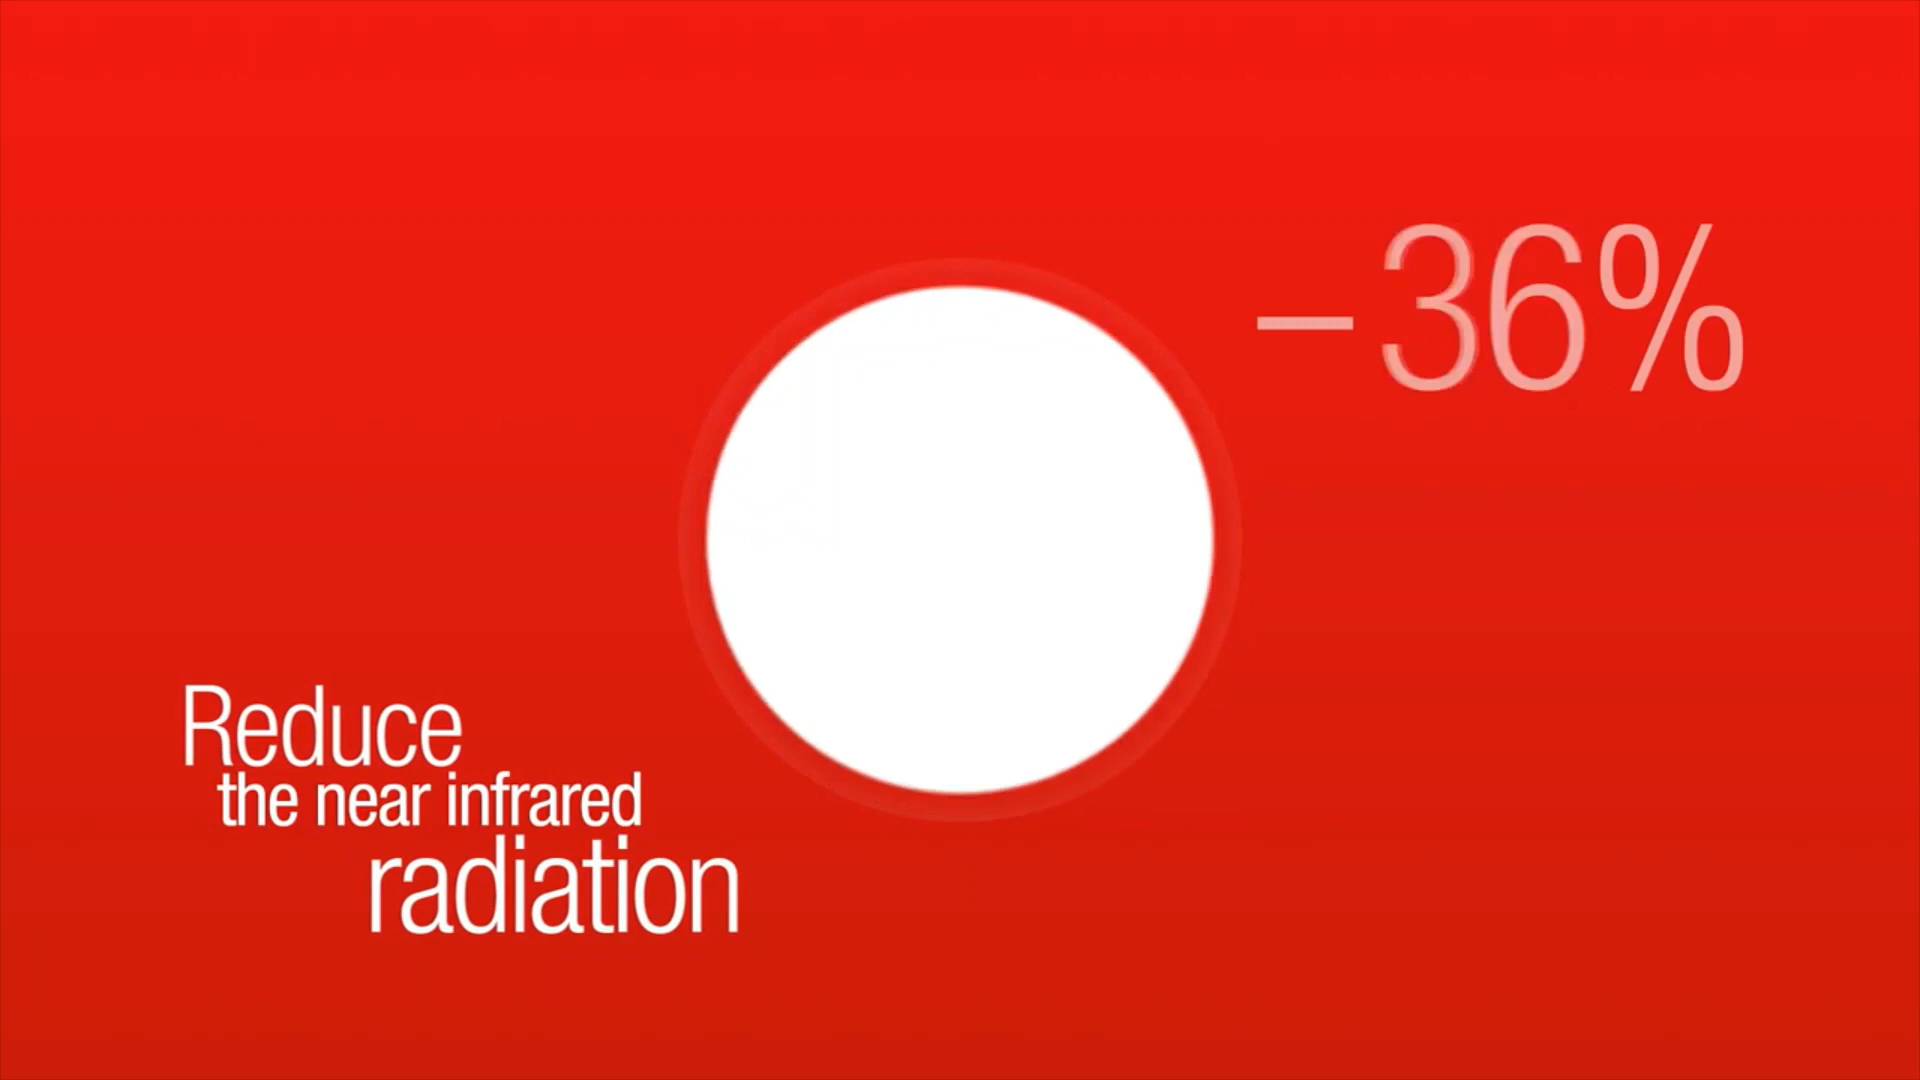 –36%
Reduce
the near infrared
radiation